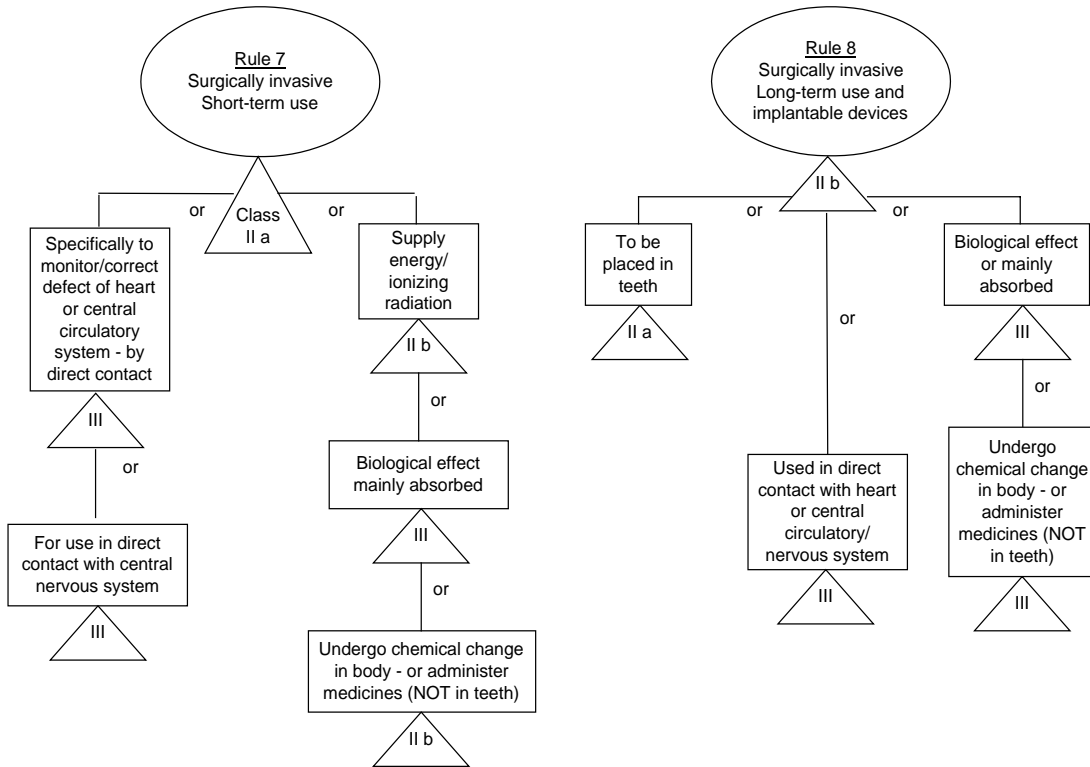 Rule 7
Surgically invasive
Short-term use
or
Class
II a
or
Specifically to
monitor/correct
defect of heart
or central
circulatory
system - by
direct contact
III
or
For use in direct
contact with central
nervous system
III
Supply
energy/
ionizing
radiation
II b
or
Biological effect
mainly absorbed
III
or
Undergo chemical change
in body - or administer
medicines (NOT in teeth)
II b
Rule 8
Surgically invasive
Long-term use and
implantable devices
II b
or
or
To be
placed in
teeth
II a
or
Used in direct
contact with heart
or central
circulatory/
nervous system
III
Biological effect
or mainly
absorbed
III
or
Undergo
chemical change
in body - or
administer
medicines (NOT
in teeth)
III